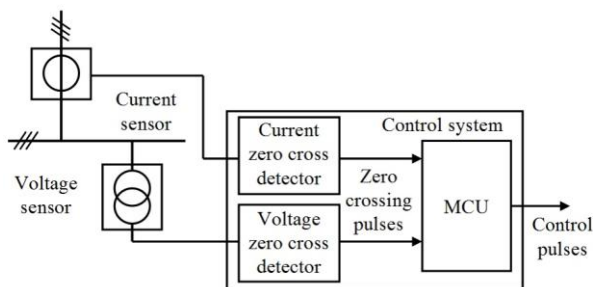 Current
sensor
Voltage
sensor
Control system
Current
zero cross
detector
Voltage
zero cross
detector
Zero
crossing
pulses
MCU
Control
pulses